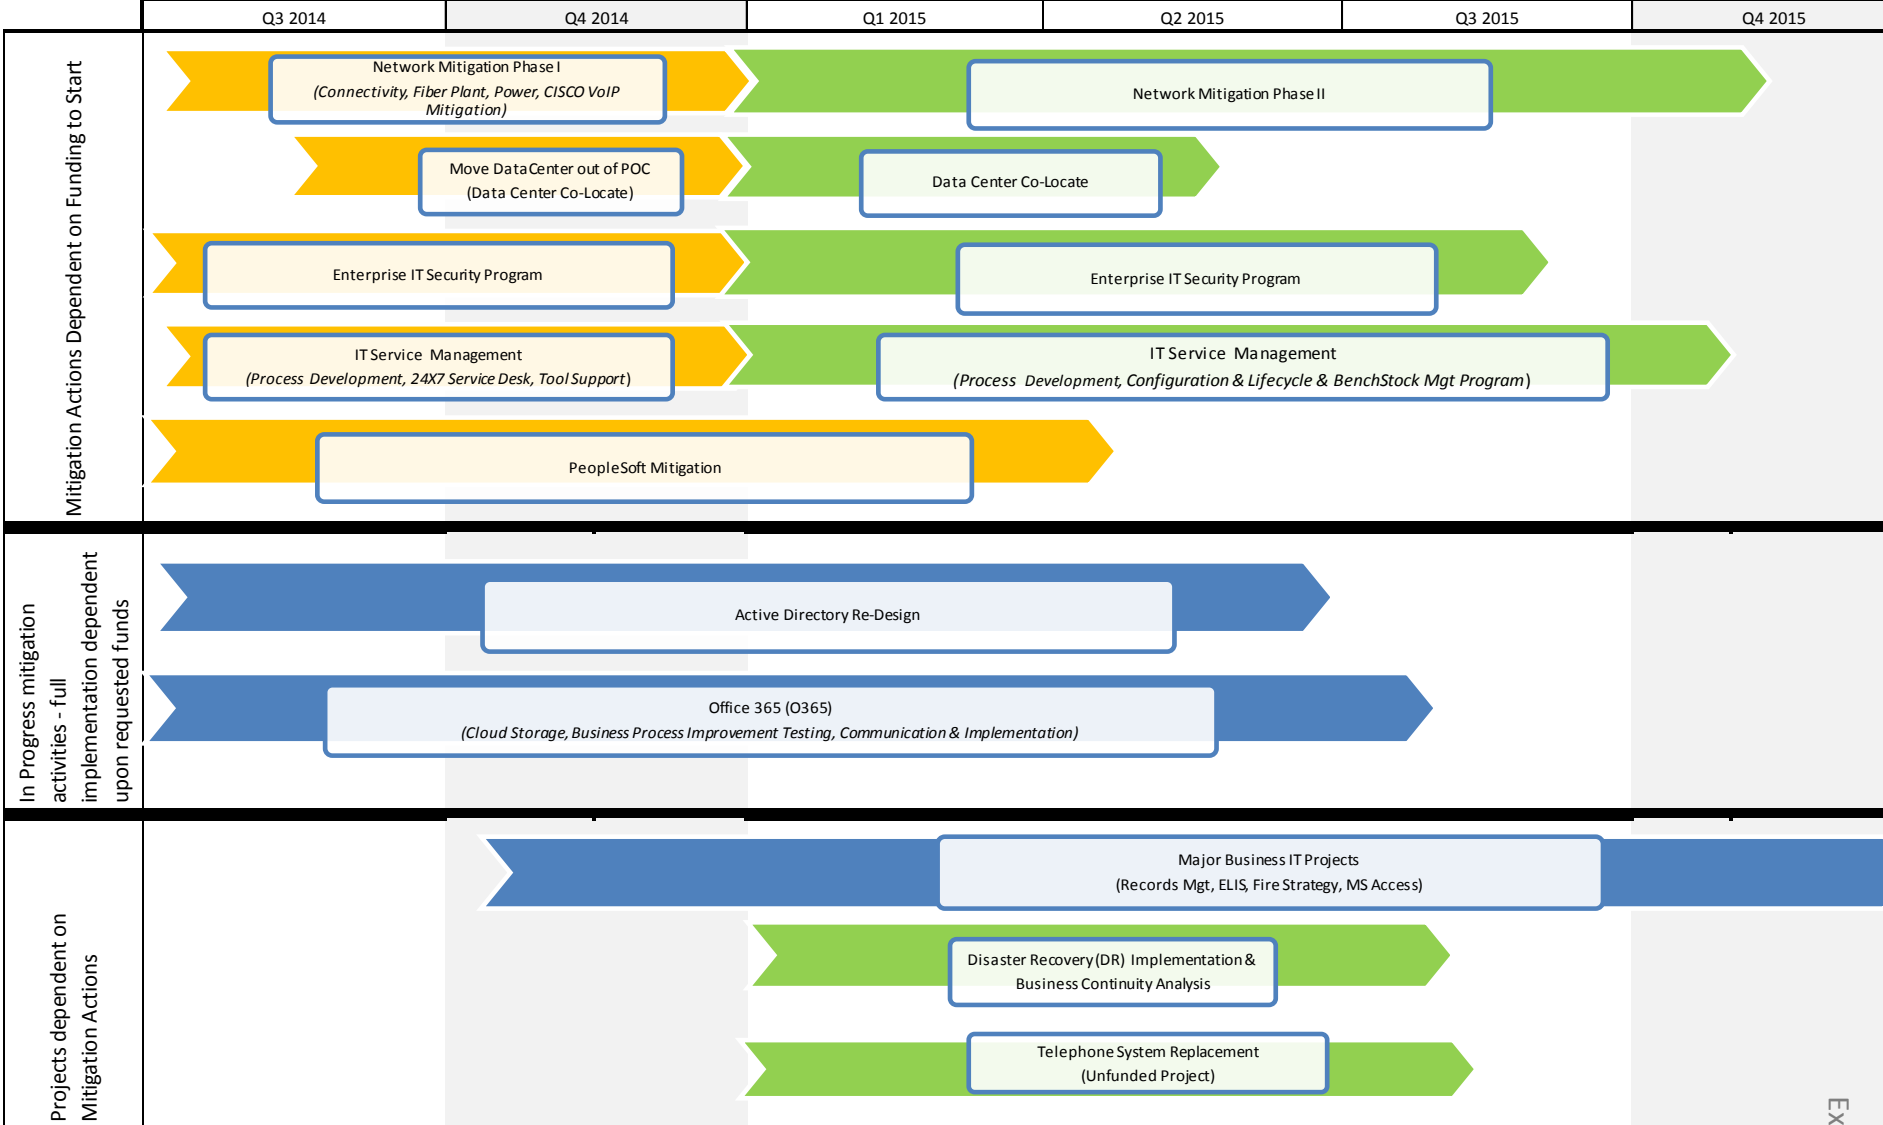 Q3 2014
Q4 2014
Q1 2015
Q2 2015
Q3 2015
Q4 2015
Mitigation Actions Dependent on Funding to Start
Network Mitigation Phase I
(Connectivity, Fiber Plant, Power, CISCO VoIP
Mitigation)
Network Mitigation Phase II
Move DataCenter out of POC
(Data Center Co-Locate)
Data Center Co-Locate
Enterprise IT Security Program
Enterprise IT Security Program
IT Service Management
(Process Development, 24X7 Service Desk, Tool Support)
IT Service Management
(Process Development, Configuration & Lifecycle & BenchStock Mgt Program)
PeopleSoft Mitigation
In Progress mitigation
activities - full
implementation dependent
upon requested funds
Active Directory Re-Design
Office 365 (O365)
(Cloud Storage, Business Process Improvement Testing, Communication & Implementation)
Projects dependent on
Mitigation Actions
Major Business IT Projects
(Records Mgt, ELIS, Fire Strategy, MS Access)
Disaster Recovery (DR) Implementation &
Business Continuity Analysis
Telephone System Replacement
(Unfunded Project)
Ex